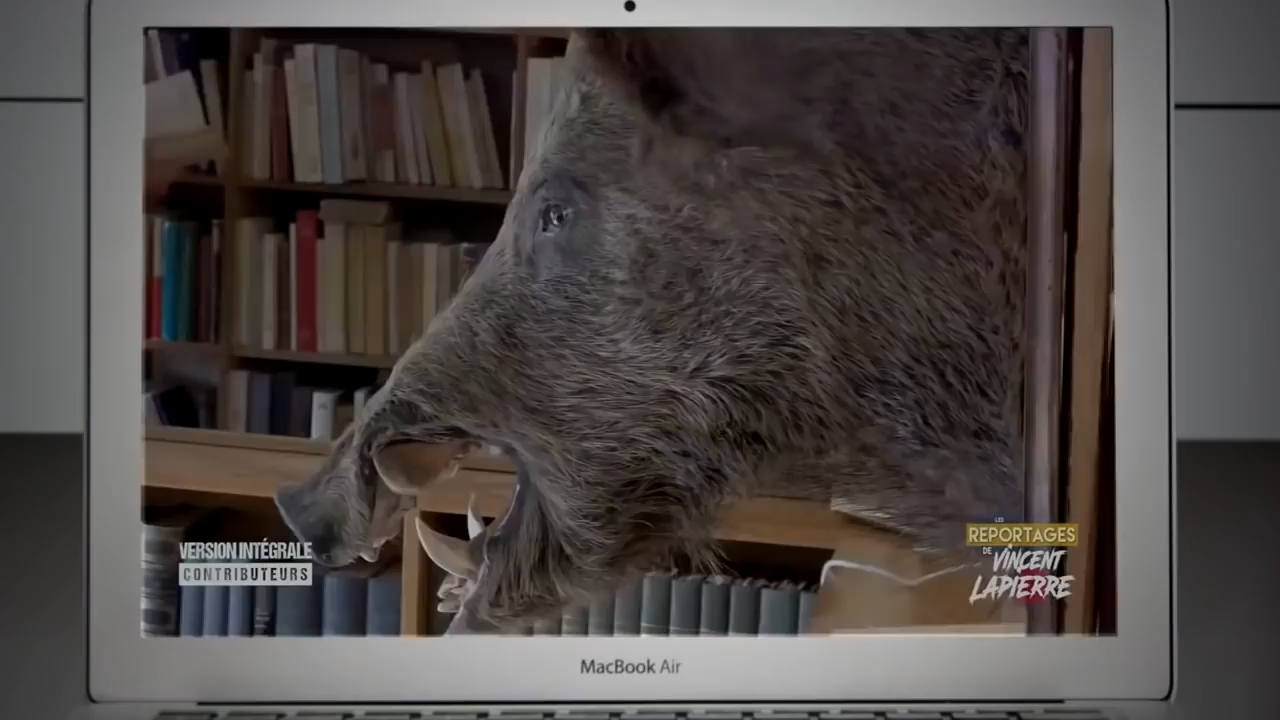 VERSION INTÉGRALE
CONTRIBUTEURS
LES
REPORTAGES
DE VINCENT
LAPIERRE
MacBook Air